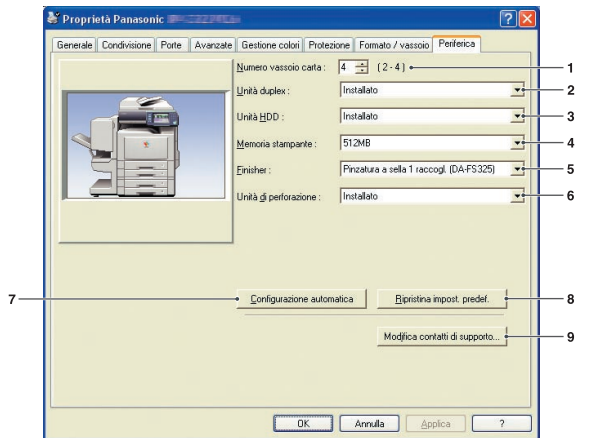 Proprietà Panasonic
Generale Condivisione Porte Avanzate Gestione colori Protezione Formato / vassoio Periferica
Numero vassoio carta : 4 ( 2 - 4 ) 1
Unità duplex : Installato 2
Unità HDD : Installato 3
Memoria stampante : 512MB 4
Finisher : Pinzatura a sella 1 raccogl. (DA-FS325) 5
Unità di perforazione : Installato 6
7 Configurazione automatica Ripristina impost. predef. 8
Modifica contatti di supporto... 9
OK Annulla Applica ?